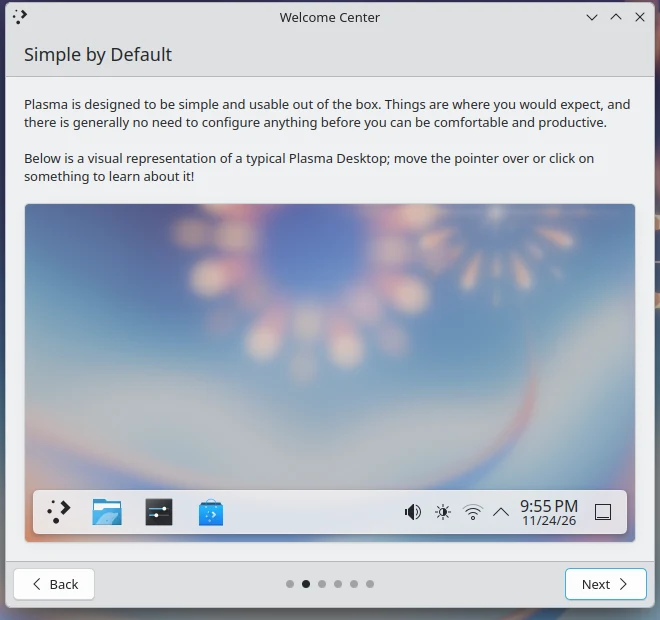 Welcome Center
Simple by Default
Plasma is designed to be simple and usable out of the box. Things are where you would expect, and
there is generally no need to configure anything before you can be comfortable and productive.
Below is a visual representation of a typical Plasma Desktop; move the pointer over or click on
something to learn about it!
9:55 PM
11/24/26
Back
Next